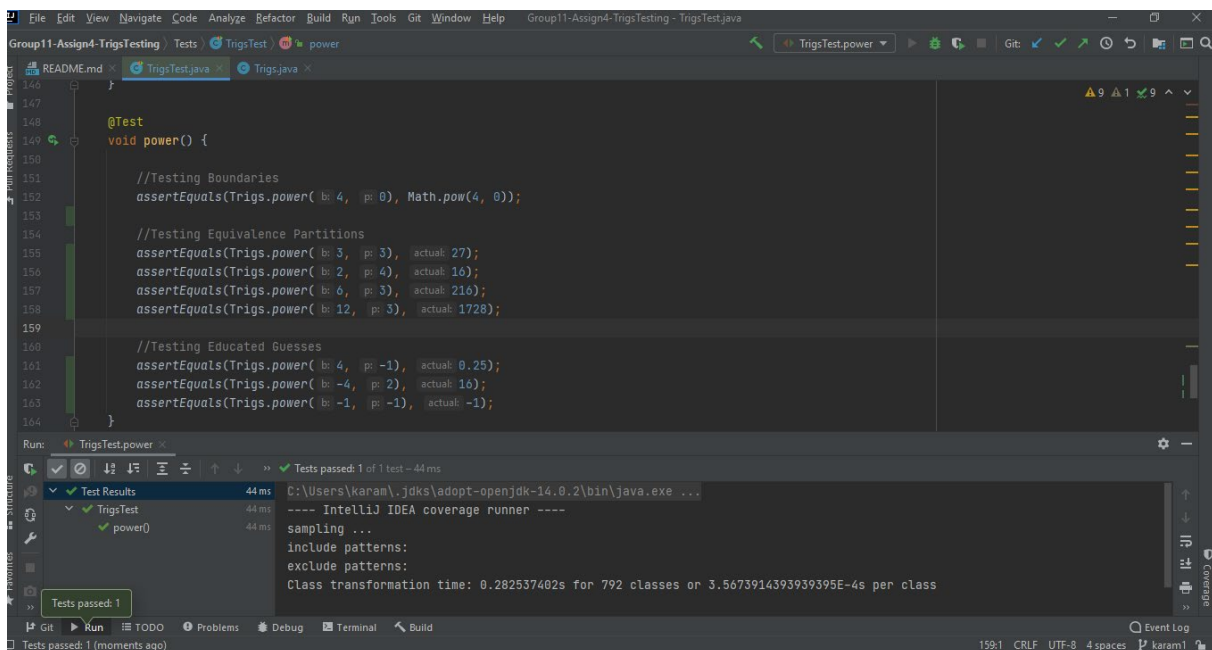 File Edit View Navigate Code Analyze Refactor Build Run Tools Git Window Help Group11-Assign4-TrigsTesting - TrigsTest.java
Group11-Assign4-TrigsTesting Tests TrigsTest power TrigsTest.power Git:
README.md TrigsTest.java Trigs.java
Project
Pull Requests
146 }
9 1 9
147
148 @Test
149 void power() {
150
151 //Testing Boundaries
152 assertEquals(Trigs.power( b: 4, p: 0), Math.pow(4, 0));
153
154 //Testing Equivalence Partitions
155 assertEquals(Trigs.power( b: 3, p: 3), actual: 27);
156 assertEquals(Trigs.power( b: 2, p: 4), actual: 16);
157 assertEquals(Trigs.power( b: 6, p: 3), actual: 216);
158 assertEquals(Trigs.power( b: 12, p: 3), actual: 1728);
159
160 //Testing Educated Guesses
161 assertEquals(Trigs.power( b: 4, p: -1), actual: 0.25);
162 assertEquals(Trigs.power( b: -4, p: 2), actual: 16);
163 assertEquals(Trigs.power( b: -1, p: -1), actual: -1);
164 }
Run: TrigsTest.power
Structure
Favorites
Coverage
» Tests passed: 1 of 1 test – 44 ms
Test Results 44 ms
TrigsTest 44 ms
power() 44 ms
C:\Users\karam\.jdks\adopt-openjdk-14.0.2\bin\java.exe ...
---- IntelliJ IDEA coverage runner ----
sampling ...
include patterns:
exclude patterns:
Class transformation time: 0.282537402s for 792 classes or 3.5673914393939395E-4s per class
Tests passed: 1
Git Run TODO Problems Debug Terminal Build Event Log
Tests passed: 1 (moments ago) 159:1 CRLF UTF-8 4 spaces karam1